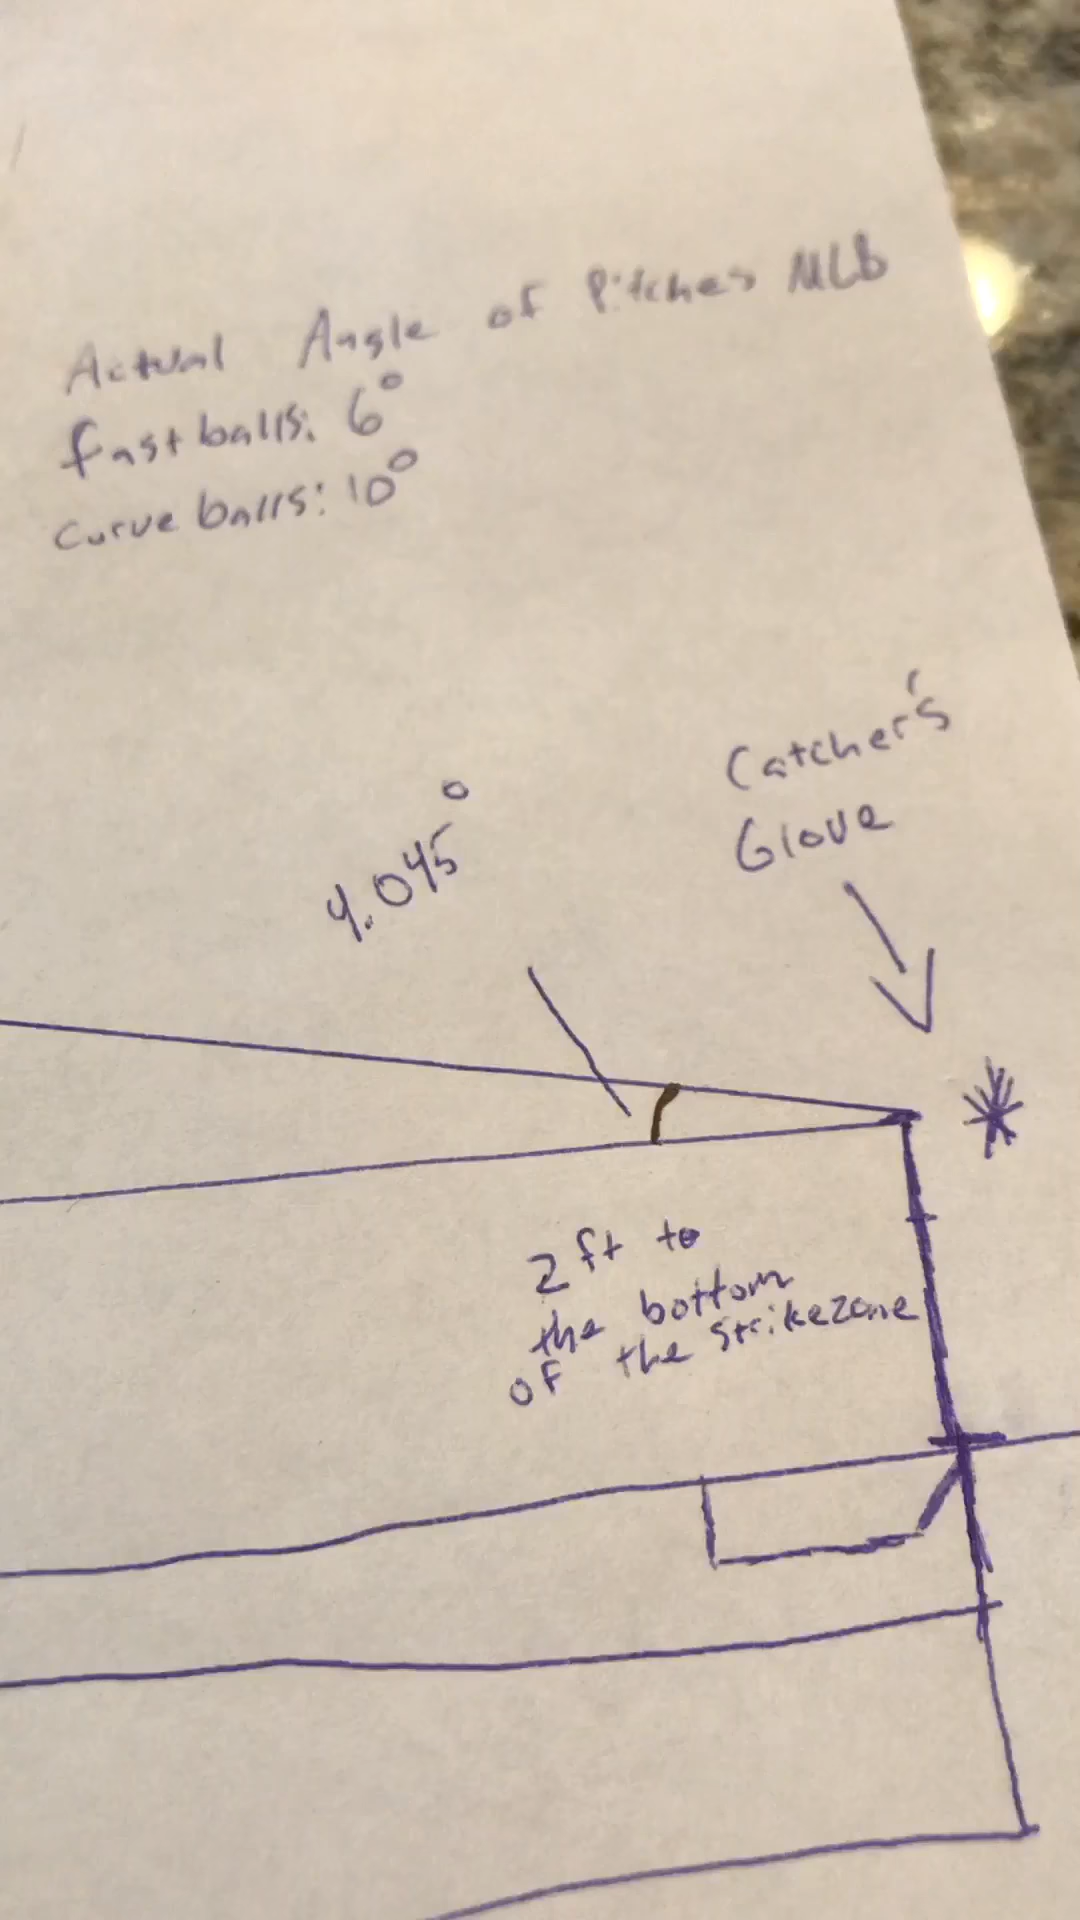 Actual Angle of Pitches MLB
fastballs: 6°
curve balls: 10°
Catcher's
Glove
4.045°
2 ft to
the bottom
of the strikezone